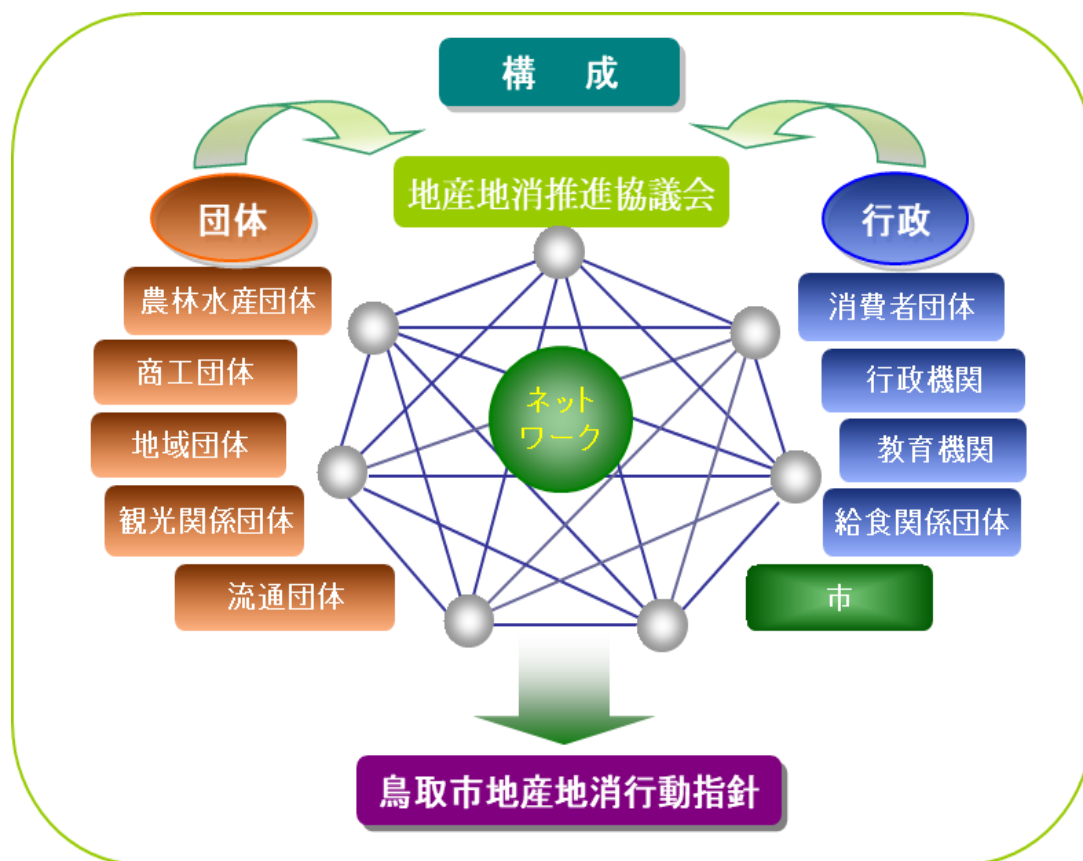 構 成
地産地消推進協議会
団体
農林水産団体
商工団体
地域団体
観光関係団体
流通団体
ネット
ワーク
行政
消費者団体
行政機関
教育機関
給食関係団体
市
鳥取市地産地消行動指針